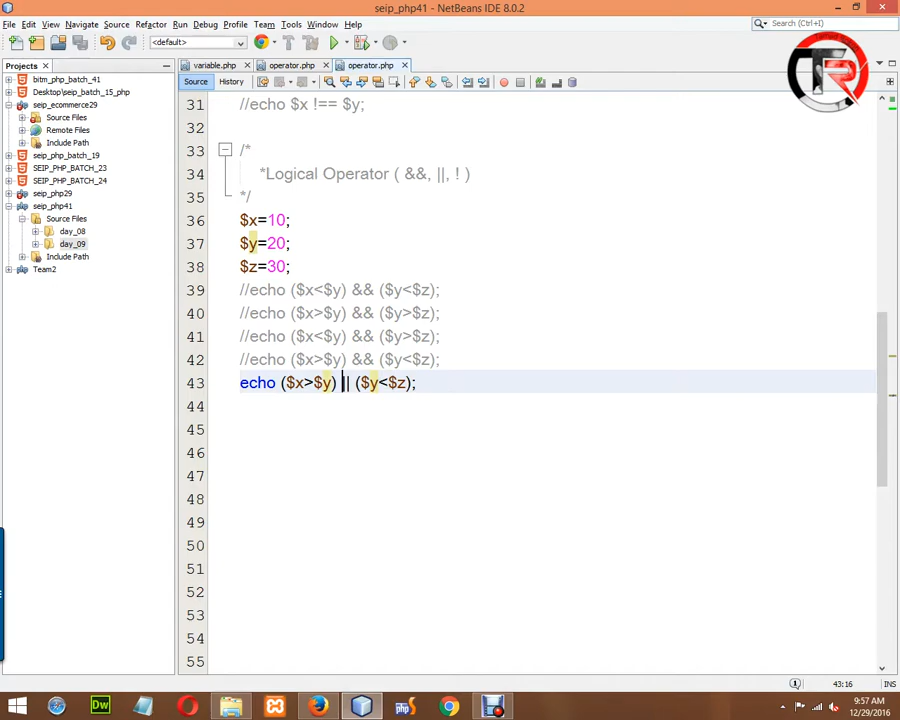 seip_php41 - NetBeans IDE 8.0.2
File Edit View Navigate Source Refactor Run Debug Profile Team Tools Window Help
Search (Ctrl+I)
<default>
Projects
variable.php
operator.php
operator.php
Source History
bitm_php_batch_41
Desktop\seip_batch_15_php
seip_ecommerce29
Source Files
Remote Files
Include Path
seip_php_batch_19
SEIP_PHP_BATCH_23
SEIP_PHP_BATCH_24
seip_php29
seip_php41
Source Files
day_08
day_09
Include Path
Team2
31 //echo $x !== $y;
32
33 /*
34 *Logical Operator ( &&, ||, ! )
35 */
36 $x=10;
37 $y=20;
38 $z=30;
39 //echo ($x<$y) && ($y<$z);
40 //echo ($x>$y) && ($y>$z);
41 //echo ($x<$y) && ($y>$z);
42 //echo ($x>$y) && ($y<$z);
43 echo ($x>$y) || ($y<$z);
44
45
46
47
48
49
50
51
52
53
54
55
43:16 INS
Dw
php
9:57 AM
12/29/2016